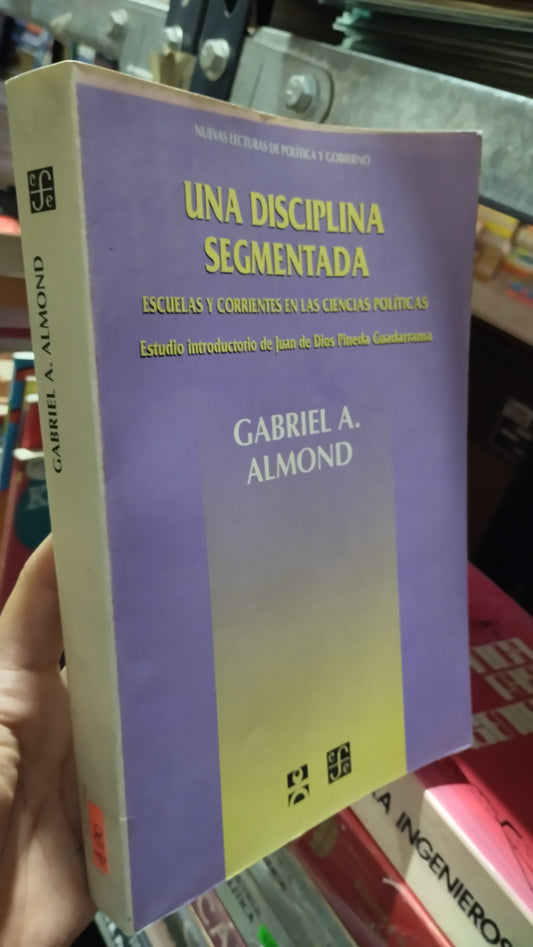 NUEVAS LECTURAS DE POLÍTICA Y GOBIERNO
UNA DISCIPLINA
SEGMENTADA
ESCUELAS Y CORRIENTES EN LAS CIENCIAS POLÍTICAS
Estudio introductorio de Juan de Dios Pineda Guadarrama
GABRIEL A.
ALMOND
GABRIEL A. ALMOND
INGENIEROS